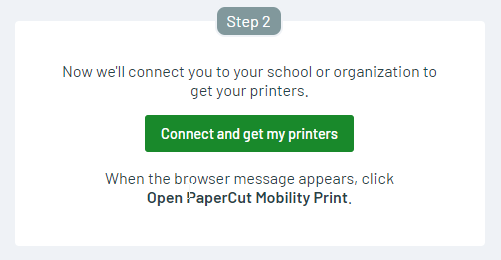 Step 2
Now we'll connect you to your school or organization to
get your printers.
Connect and get my printers
When the browser message appears, click
Open PaperCut Mobility Print.